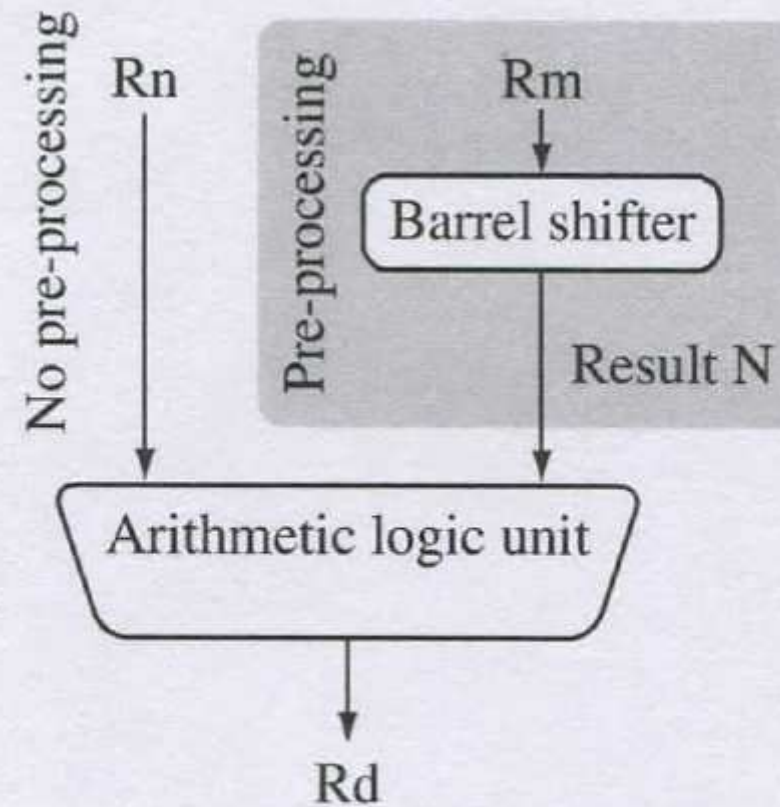 No pre-processing
Rn
Pre-processing
Rm
Barrel shifter
Result N
Arithmetic logic unit
Rd